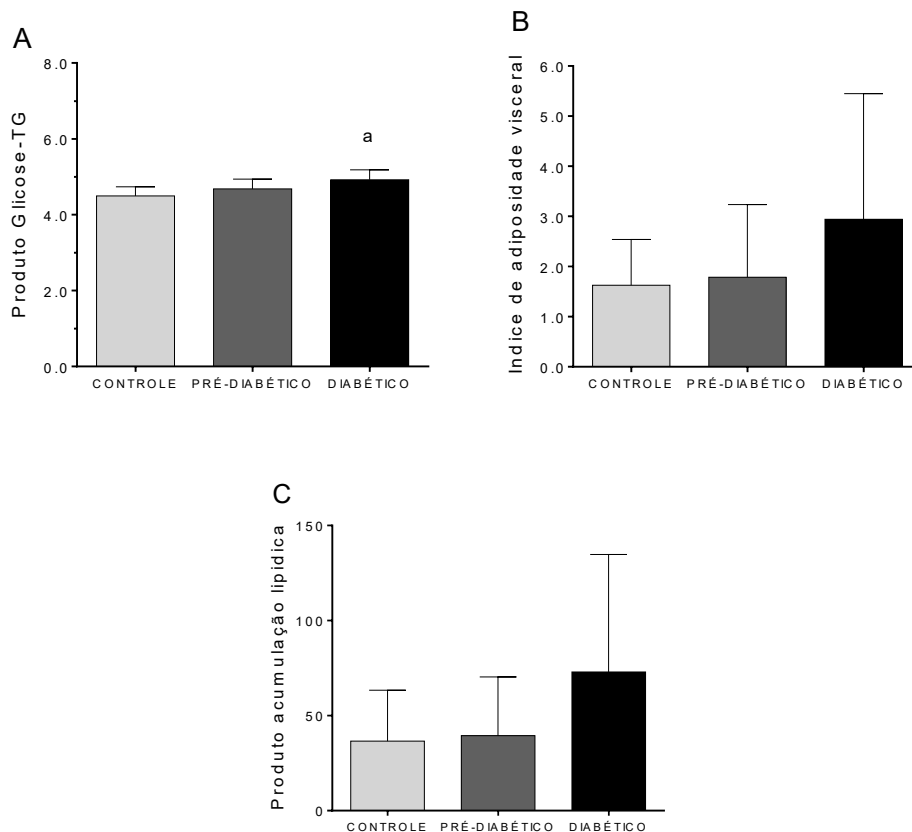 A
Produto Glicose-TG
8.0
6.0
4.0
2.0
0.0
a
CONTROLE PRÉ-DIABÉTICO DIABÉTICO
B
Indice de adiposidade visceral
6.0
5.0
4.0
3.0
2.0
1.0
0.0
CONTROLE PRÉ-DIABÉTICO DIABÉTICO
C
Produto acumulação lipidica
150
100
50
0
CONTROLE PRÉ-DIABÉTICO DIABÉTICO